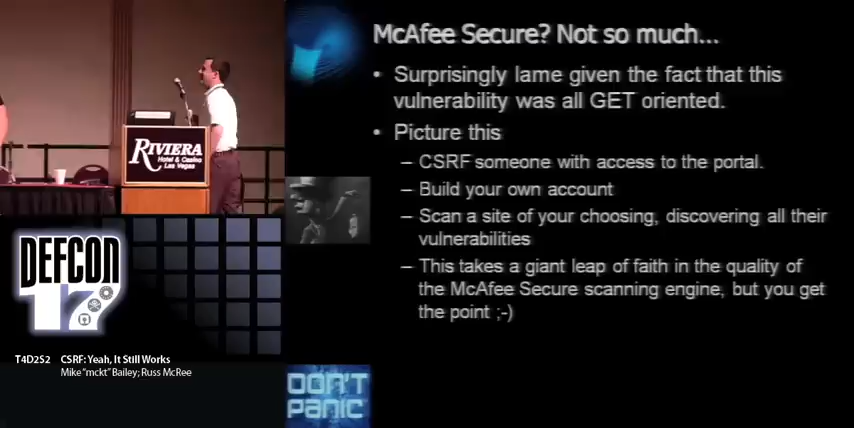 McAfee Secure? Not so much...
• Surprisingly lame given the fact that this
vulnerability was all GET oriented.
• Picture this
– CSRF someone with access to the portal.
– Build your own account
– Scan a site of your choosing, discovering all their
vulnerabilities
– This takes a giant leap of faith in the quality of
the McAfee Secure scanning engine, but you get
the point ;-)
RIVIERA
Hotel & Casino
Las Vegas
DEFCON
17
T4D2S2 CSRF: Yeah, It Still Works
Mike "mckt" Bailey; Russ McRee
DON'T
PANIC